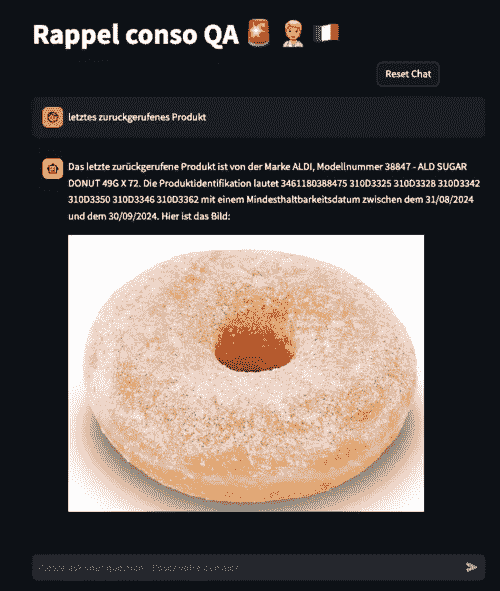 Rappel conso QA
Reset Chat
letztes zuruckgerufenes Produkt
Das letzte zurückgerufene Produkt ist von der Marke ALDI, Modellnummer 38847 - ALD SUGAR
DONUT 49G X 72. Die Produktidentifikation lautet 3461180388475 310D3325 310D3328 310D3342
310D3350 310D3346 310D3362 mit einem Mindesthaltbarkeitsdatum zwischen dem 31/08/2024
und dem 30/09/2024. Hier ist das Bild: